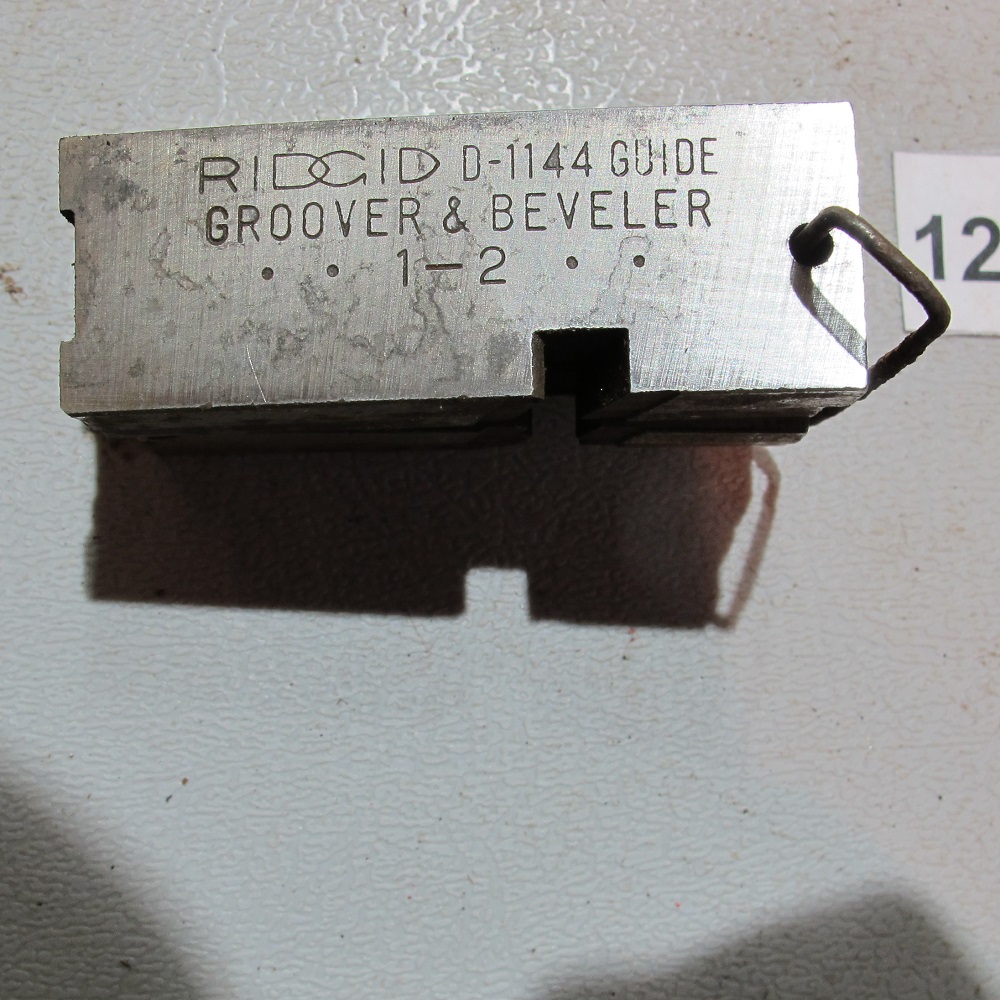 RIDGID D-1144 GUIDE
GROOVER & BEVELER
• • 1-2 • •
12